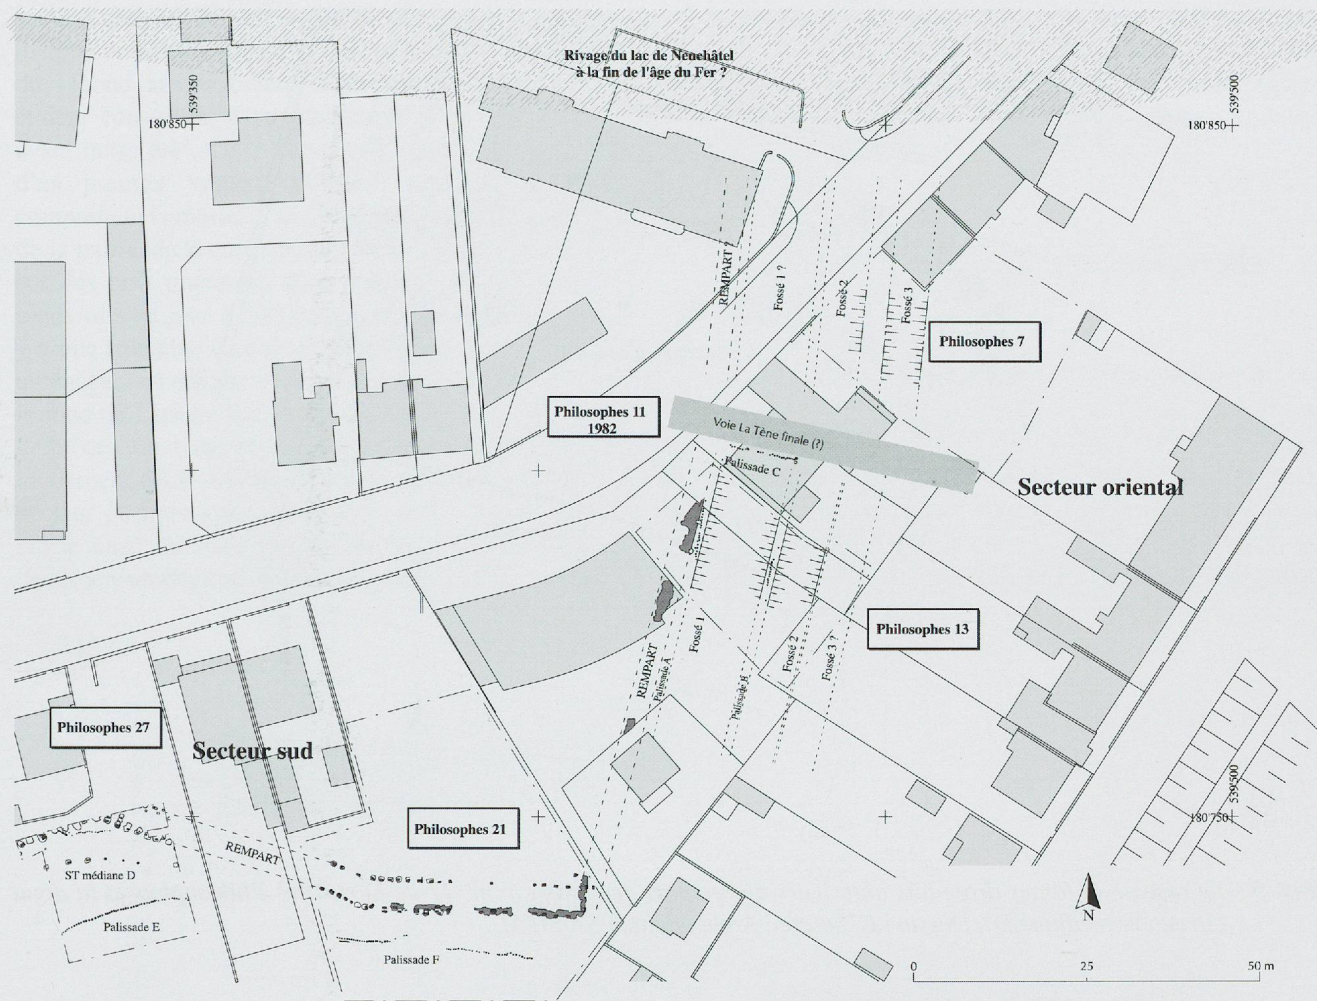 Rivage du lac de Neuchâtel
à la fin de l'âge du Fer ?
539'350
180'850
539'500
180'850
REMPART ?
Fossé 1 ?
Fossé 2
Fossé 3
Philosophes 7
Philosophes 11
1982
Voie La Tène finale (?)
Palissade C
Secteur oriental
Philosophes 13
Fossé 1
REMPART
Palissade A
Palissade B
Fossé 2
Fossé 3 ?
Philosophes 27
Secteur sud
Philosophes 21
REMPART
ST médiane D
Palissade E
Palissade F
539'500
180'750
N
0 25 50 m